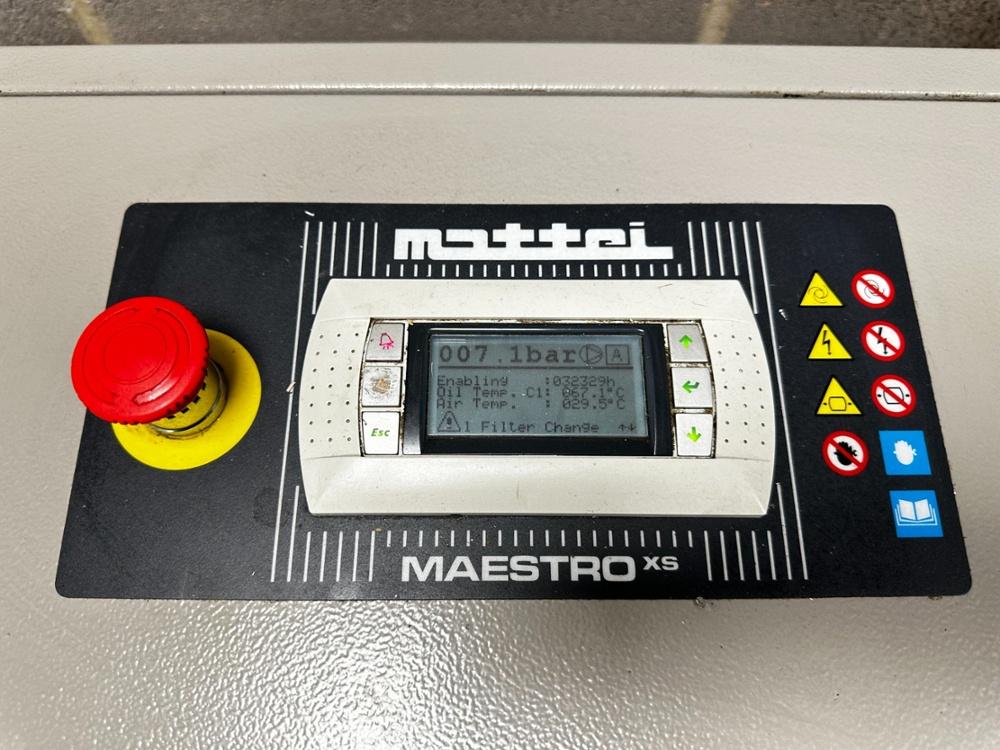 mattei
007.1bar A
Enabling :032329h
Oil Temp. C1: 067.1°C
Air Temp. : 029.5°C
1 Filter Change
Esc
MAESTRO XS